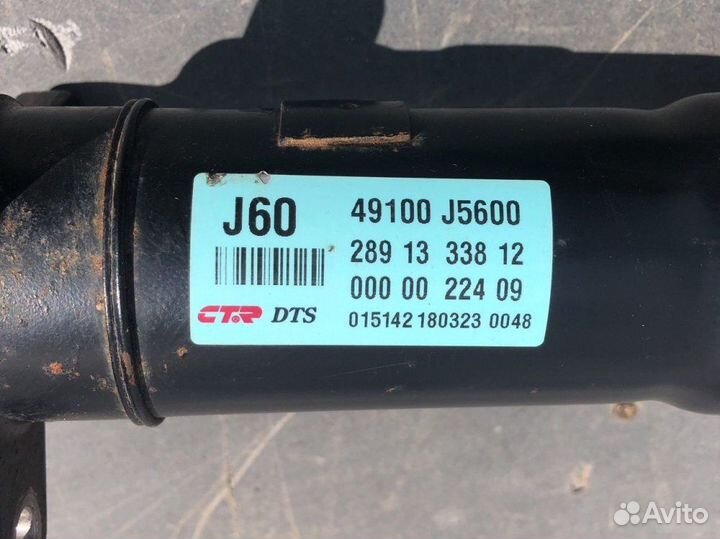 J60 49100 J5600
289 13 338 12
000 00 224 09
CTR DTS 015142 180323 0048
Avito